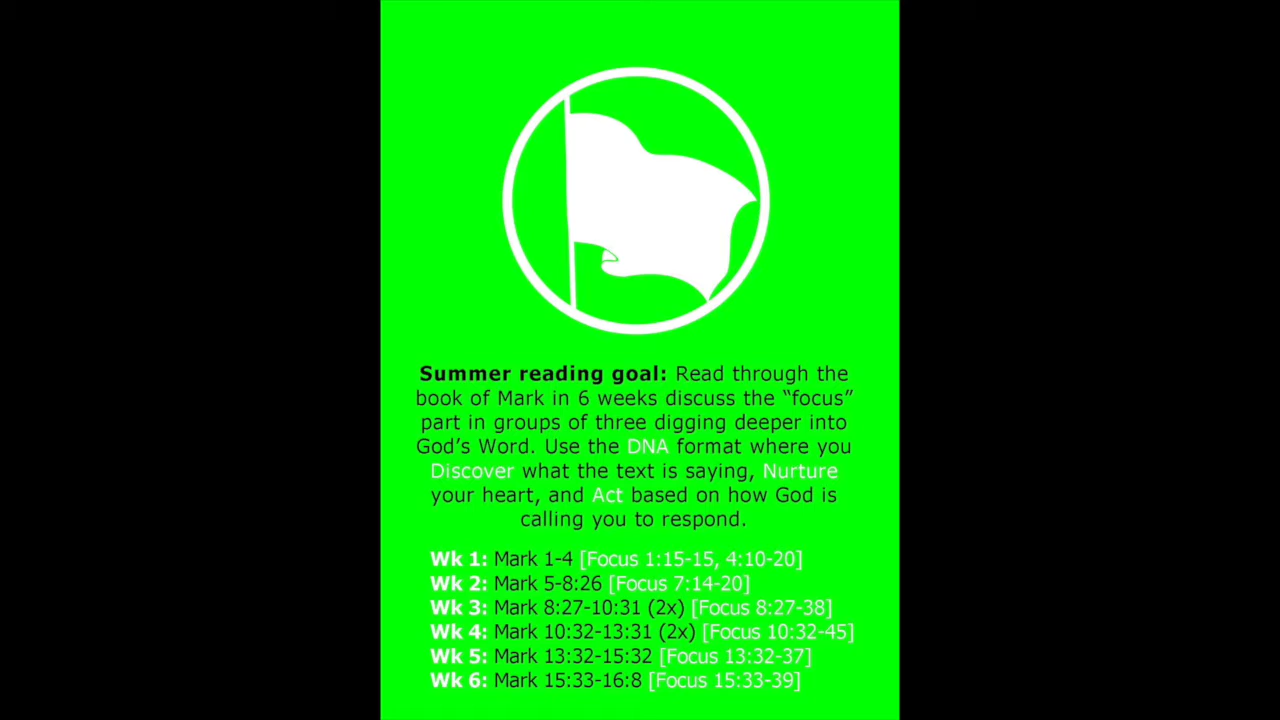 Summer reading goal: Read through the
book of Mark in 6 weeks discuss the “focus”
part in groups of three digging deeper into
God’s Word. Use the DNA format where you
Discover what the text is saying, Nurture
your heart, and Act based on how God is
calling you to respond.
Wk 1: Mark 1-4 [Focus 1:15-15, 4:10-20]
Wk 2: Mark 5-8:26 [Focus 7:14-20]
Wk 3: Mark 8:27-10:31 (2x) [Focus 8:27-38]
Wk 4: Mark 10:32-13:31 (2x) [Focus 10:32-45]
Wk 5: Mark 13:32-15:32 [Focus 13:32-37]
Wk 6: Mark 15:33-16:8 [Focus 15:33-39]